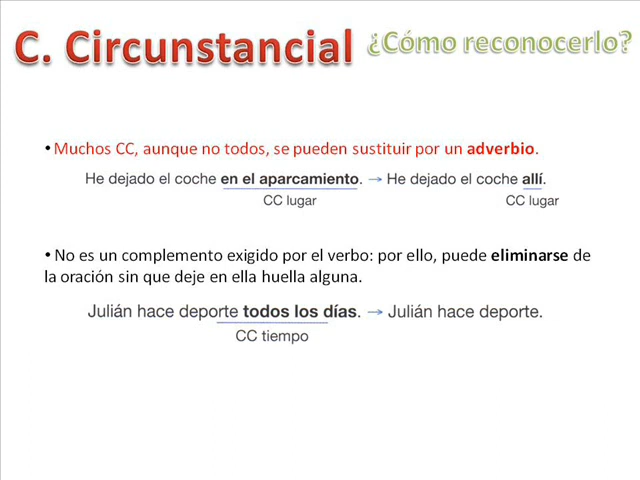 C. Circunstancial ¿Cómo reconocerlo?
• Muchos CC, aunque no todos, se pueden sustituir por un adverbio.
He dejado el coche en el aparcamiento. → He dejado el coche allí.
CC lugar CC lugar
• No es un complemento exigido por el verbo: por ello, puede eliminarse de
la oración sin que deje en ella huella alguna.
Julián hace deporte todos los días. → Julián hace deporte.
CC tiempo